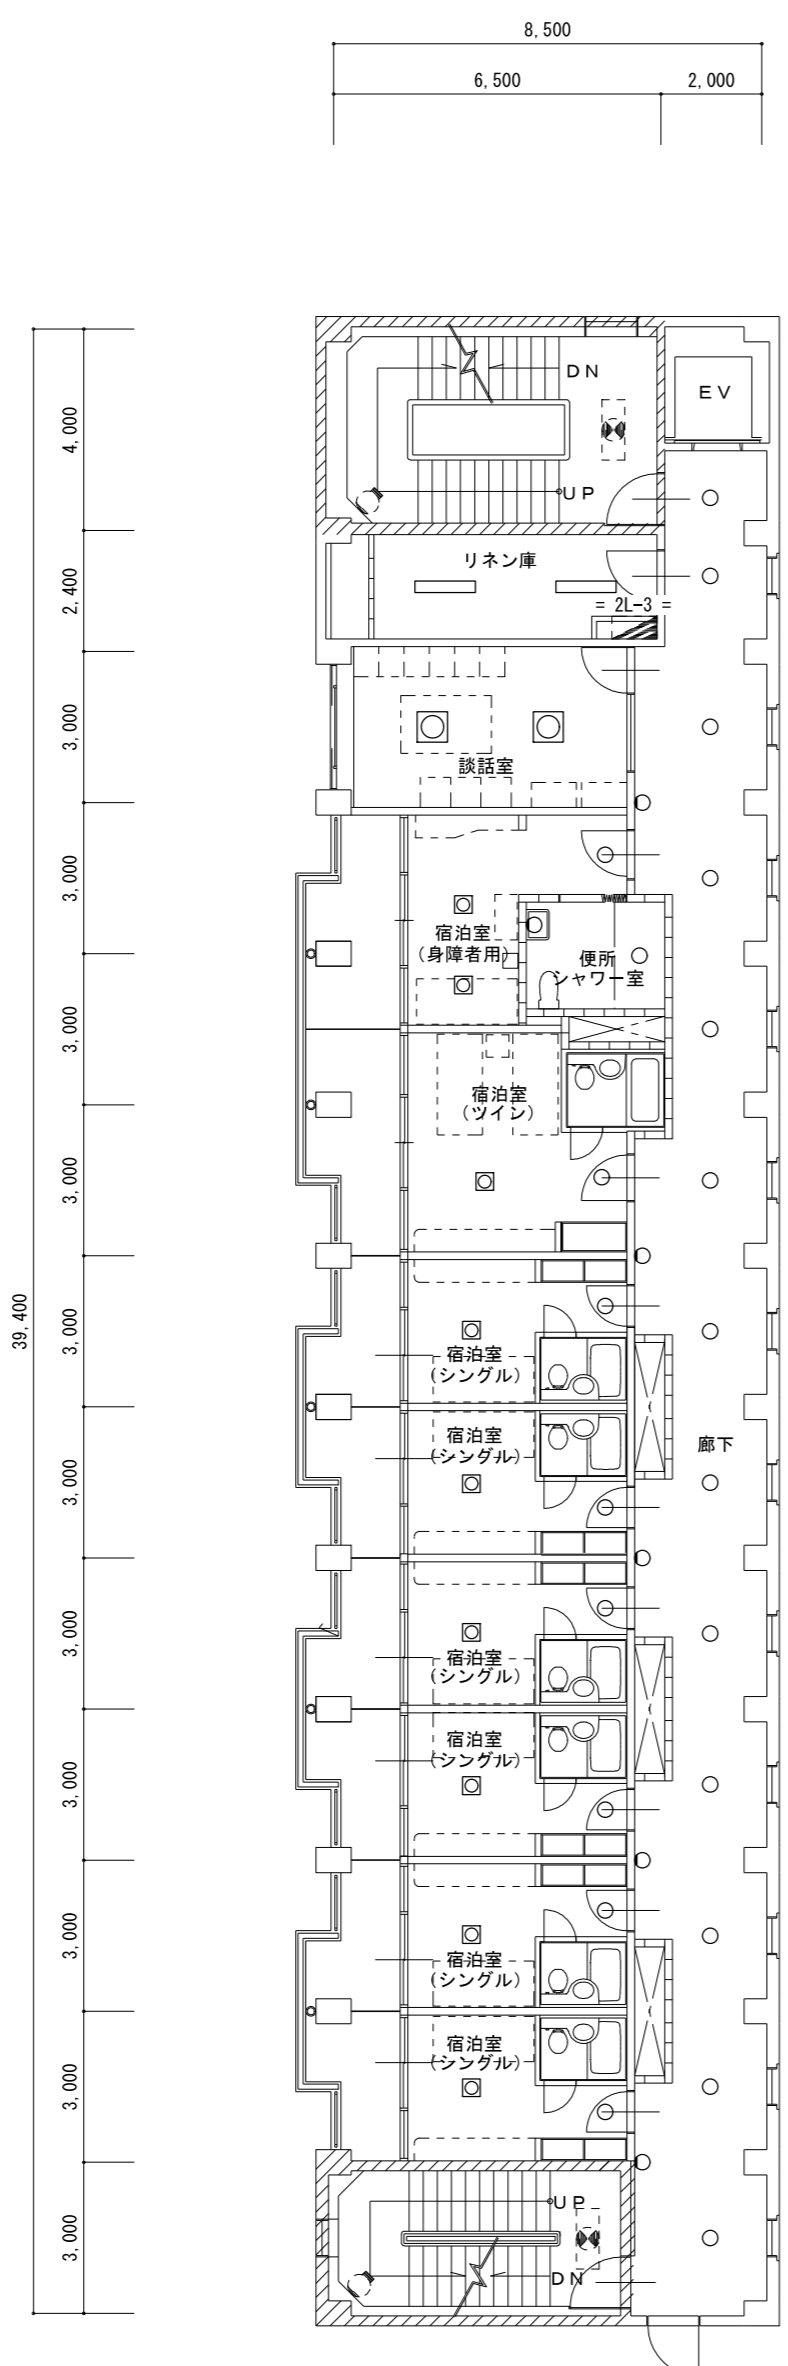 8,500
6,500
2,000
4,000
2,400
3,000
3,000
3,000
3,000
3,000
3,000
3,000
3,000
3,000
3,000
3,000
39,400
DN
EV
UP
リネン庫
= 2L-3 =
談話室
宿泊室
(身障者用)
便所
シャワー室
宿泊室
(ツイン)
宿泊室
(シングル)
宿泊室
(シングル)
廊下
宿泊室
(シングル)
宿泊室
(シングル)
宿泊室
(シングル)
宿泊室
(シングル)
UP
DN